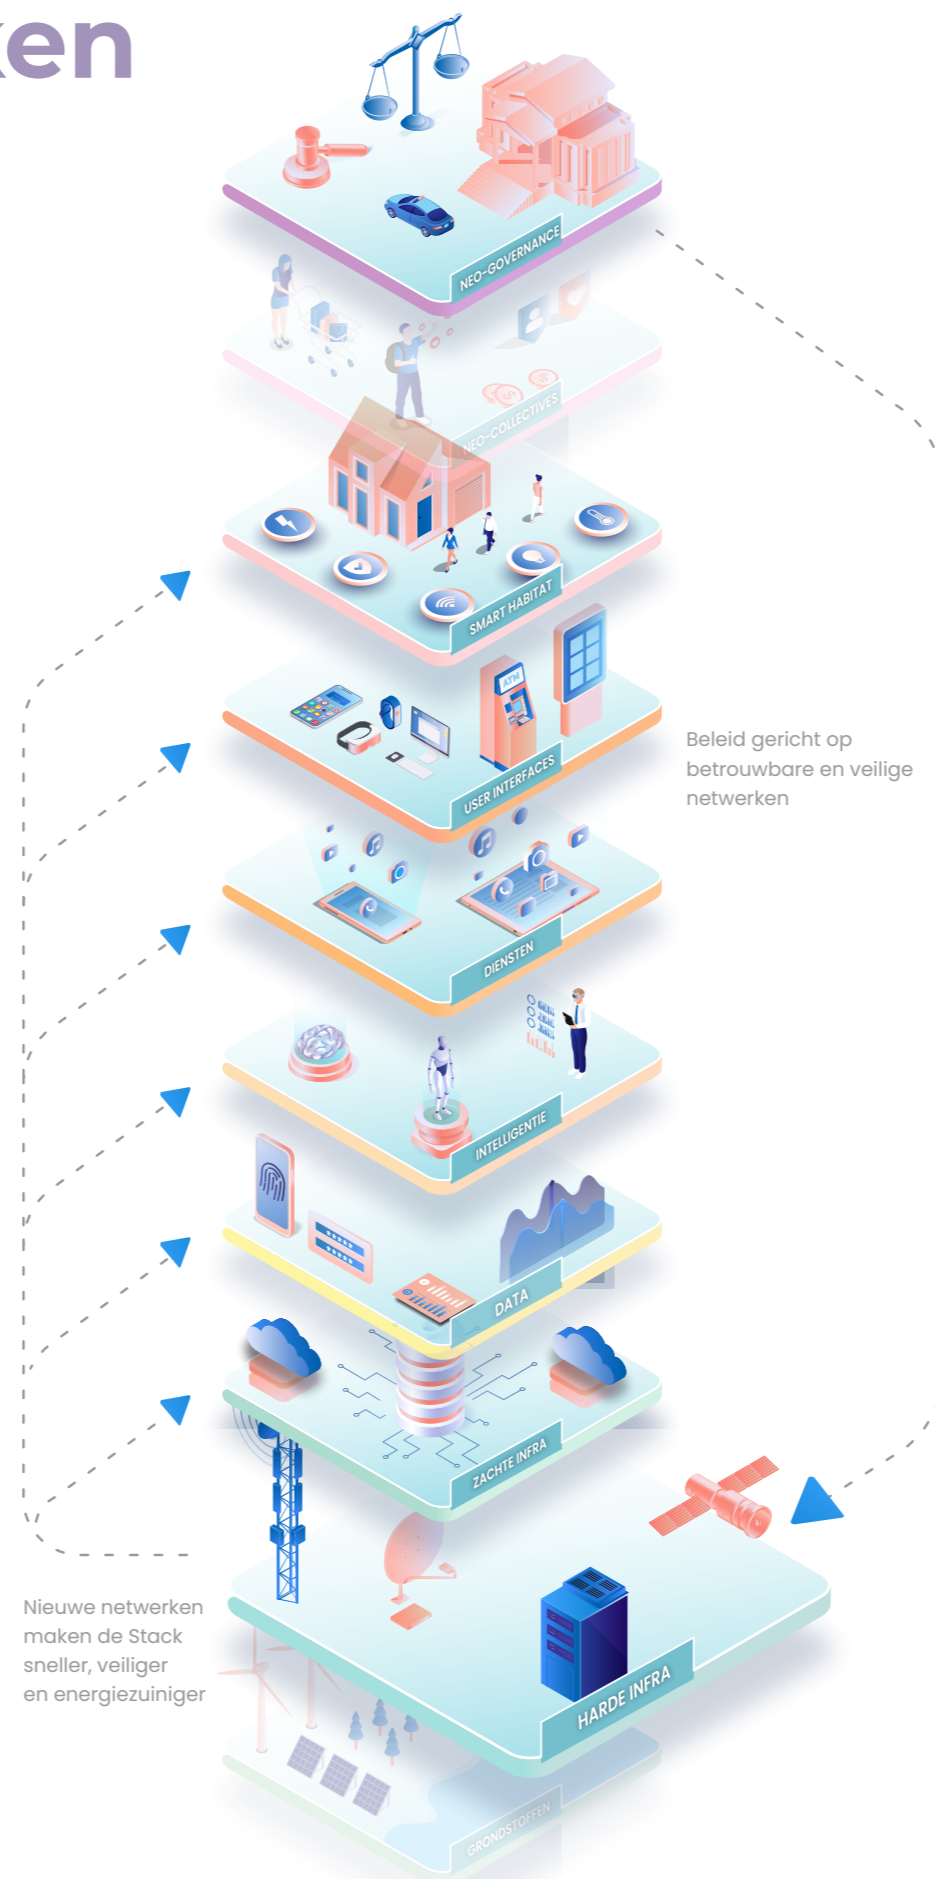 ken
NEO-GOVERNANCE
NEO-COLLECTIVES
SMART HABITAT
ATM
USER INTERFACES
Beleid gericht op
betrouwbare en veilige
netwerken
DIENSTEN
INTELLIGENTIE
DATA
ZACHTE INFRA
Nieuwe netwerken
maken de Stack
sneller, veiliger
en energiezuiniger
HARDE INFRA
GRONDSTOFFEN